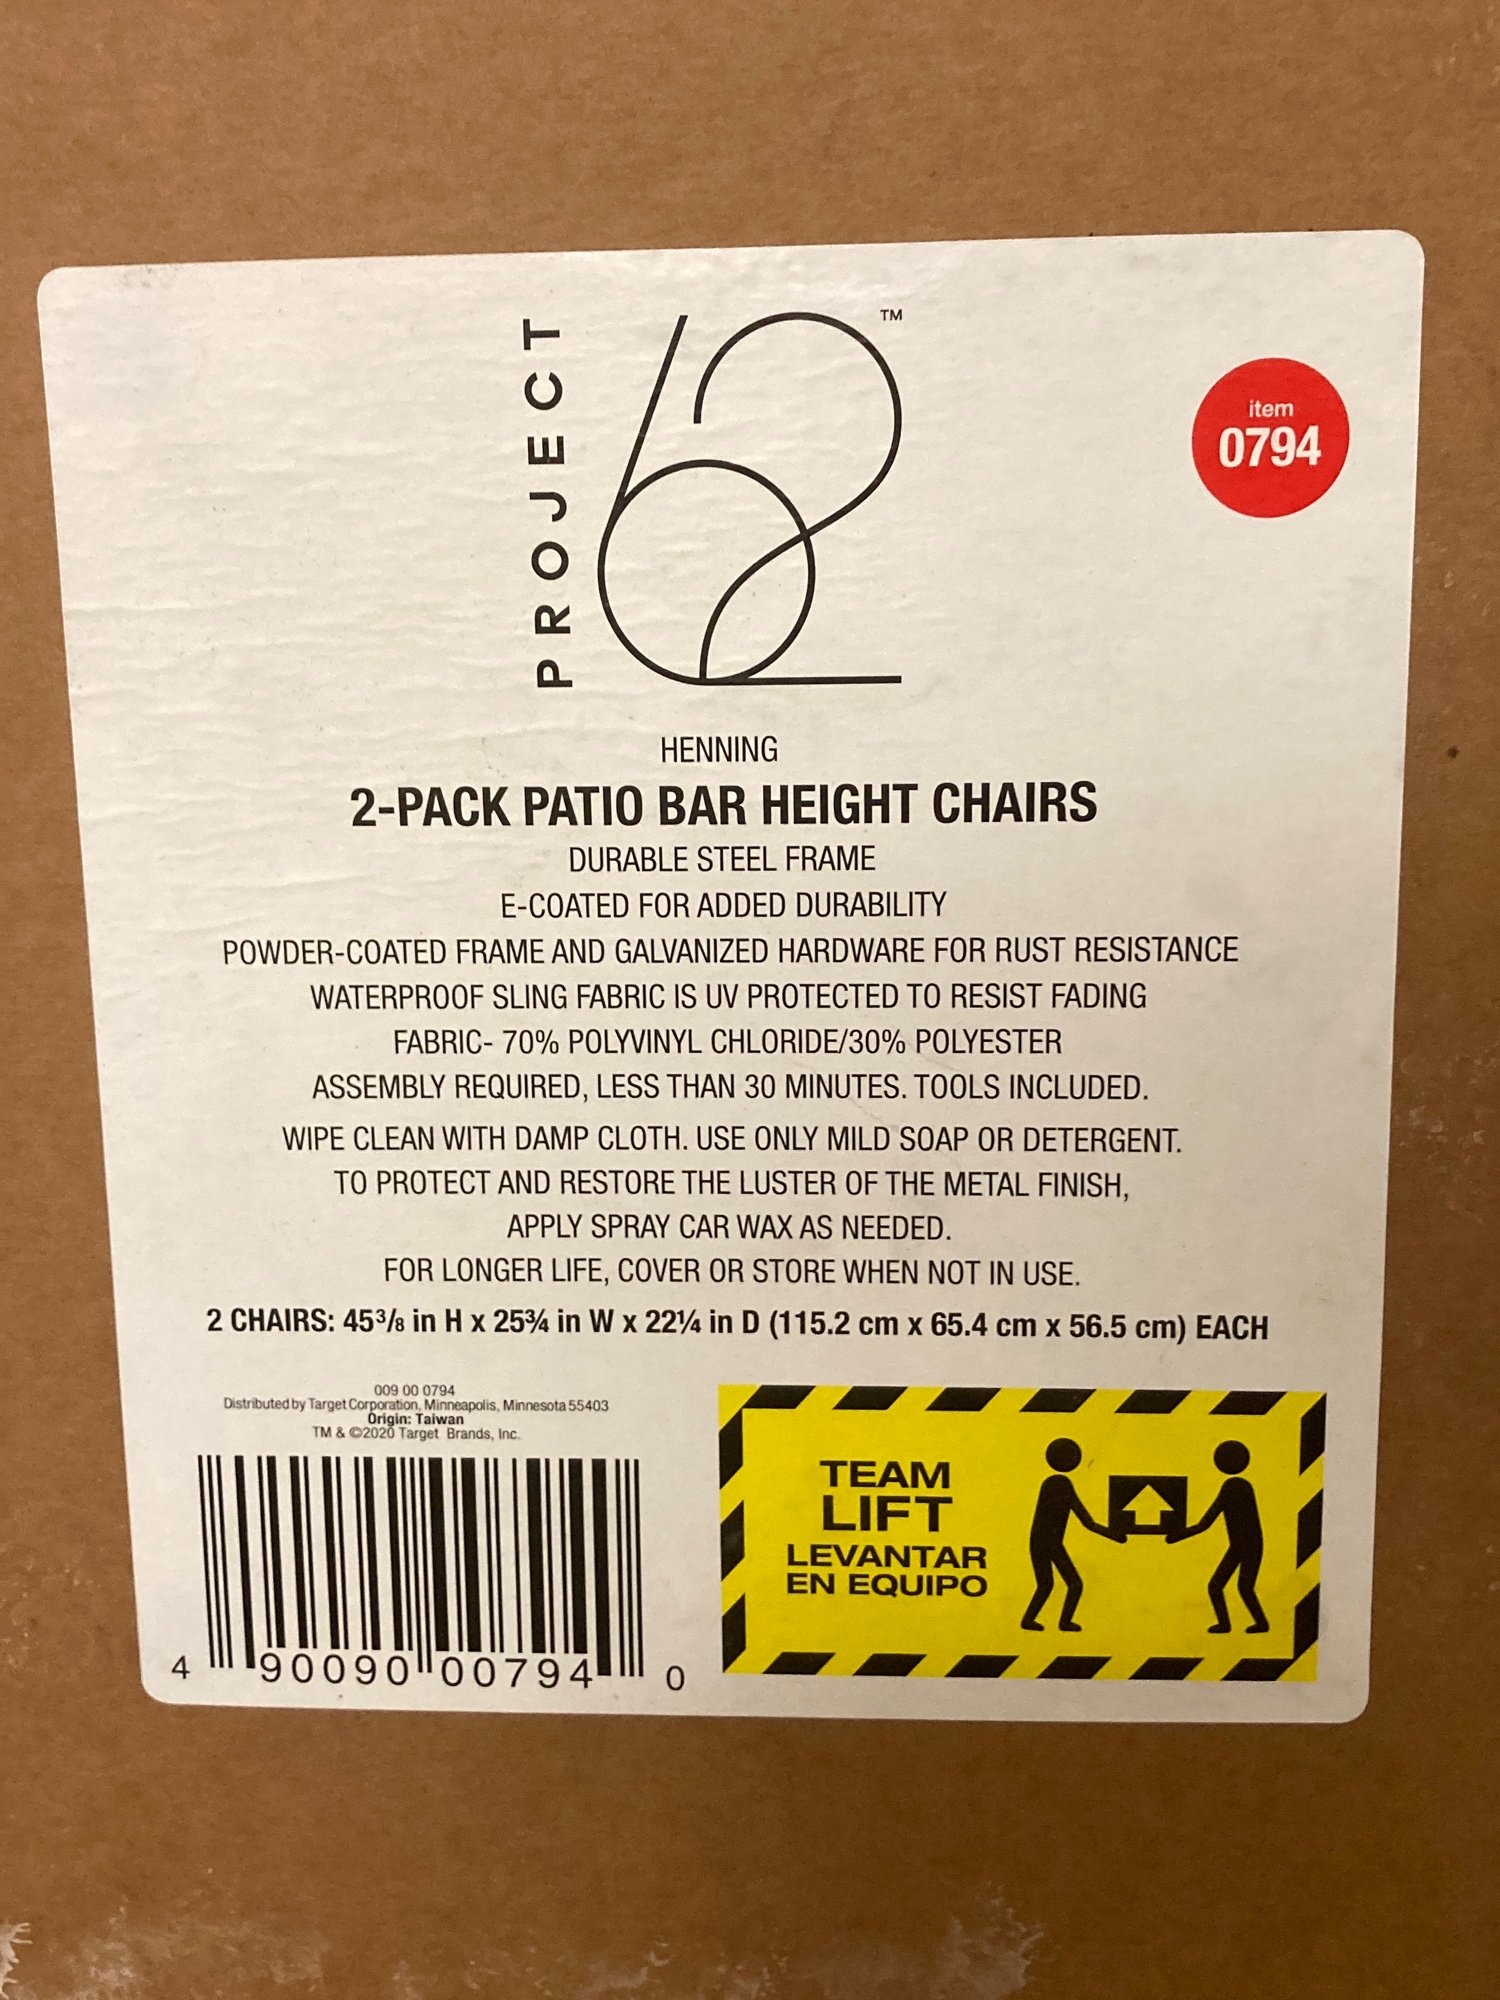 PROJECT
62
TM
item
0794
HENNING
2-PACK PATIO BAR HEIGHT CHAIRS
DURABLE STEEL FRAME
E-COATED FOR ADDED DURABILITY
POWDER-COATED FRAME AND GALVANIZED HARDWARE FOR RUST RESISTANCE
WATERPROOF SLING FABRIC IS UV PROTECTED TO RESIST FADING
FABRIC- 70% POLYVINYL CHLORIDE/30% POLYESTER
ASSEMBLY REQUIRED, LESS THAN 30 MINUTES. TOOLS INCLUDED.
WIPE CLEAN WITH DAMP CLOTH. USE ONLY MILD SOAP OR DETERGENT.
TO PROTECT AND RESTORE THE LUSTER OF THE METAL FINISH,
APPLY SPRAY CAR WAX AS NEEDED.
FOR LONGER LIFE, COVER OR STORE WHEN NOT IN USE.
2 CHAIRS: 45³/₈ in H x 25¾ in W x 22¼ in D (115.2 cm x 65.4 cm x 56.5 cm) EACH
009 00 0794
Distributed by Target Corporation, Minneapolis, Minnesota 55403
Origin: Taiwan
TM & ©2020 Target Brands, Inc.
4 90090 00794 0
TEAM
LIFT
LEVANTAR
EN EQUIPO